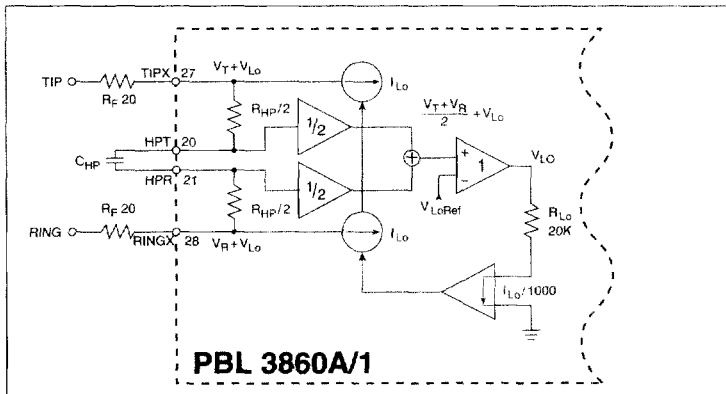 TIP
R_F 20
TIPX 27
V_T + V_Lo
I_Lo
R_HP/2
1/2
HPT 20
C_HP
HPR 21
1/2
R_HP/2
R_F 20
RING
RINGX 28
V_R + V_Lo
I_Lo
V_T + V_R
2
+ V_Lo
+
1
−
V_LoRef
V_LO
R_Lo
20K
I_Lo/1000
PBL 3860A/1